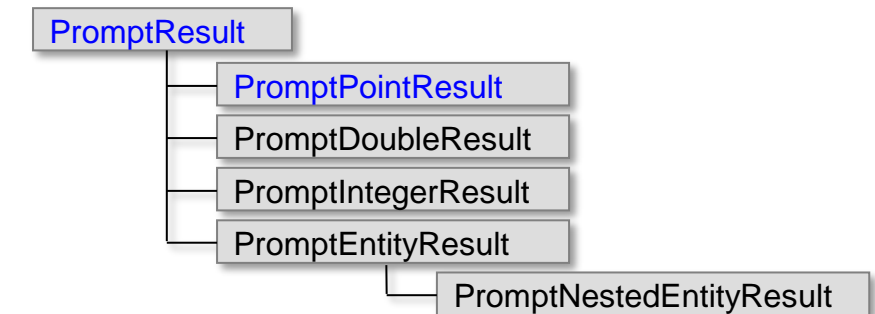 PromptResult
PromptPointResult
PromptDoubleResult
PromptIntegerResult
PromptEntityResult
PromptNestedEntityResult